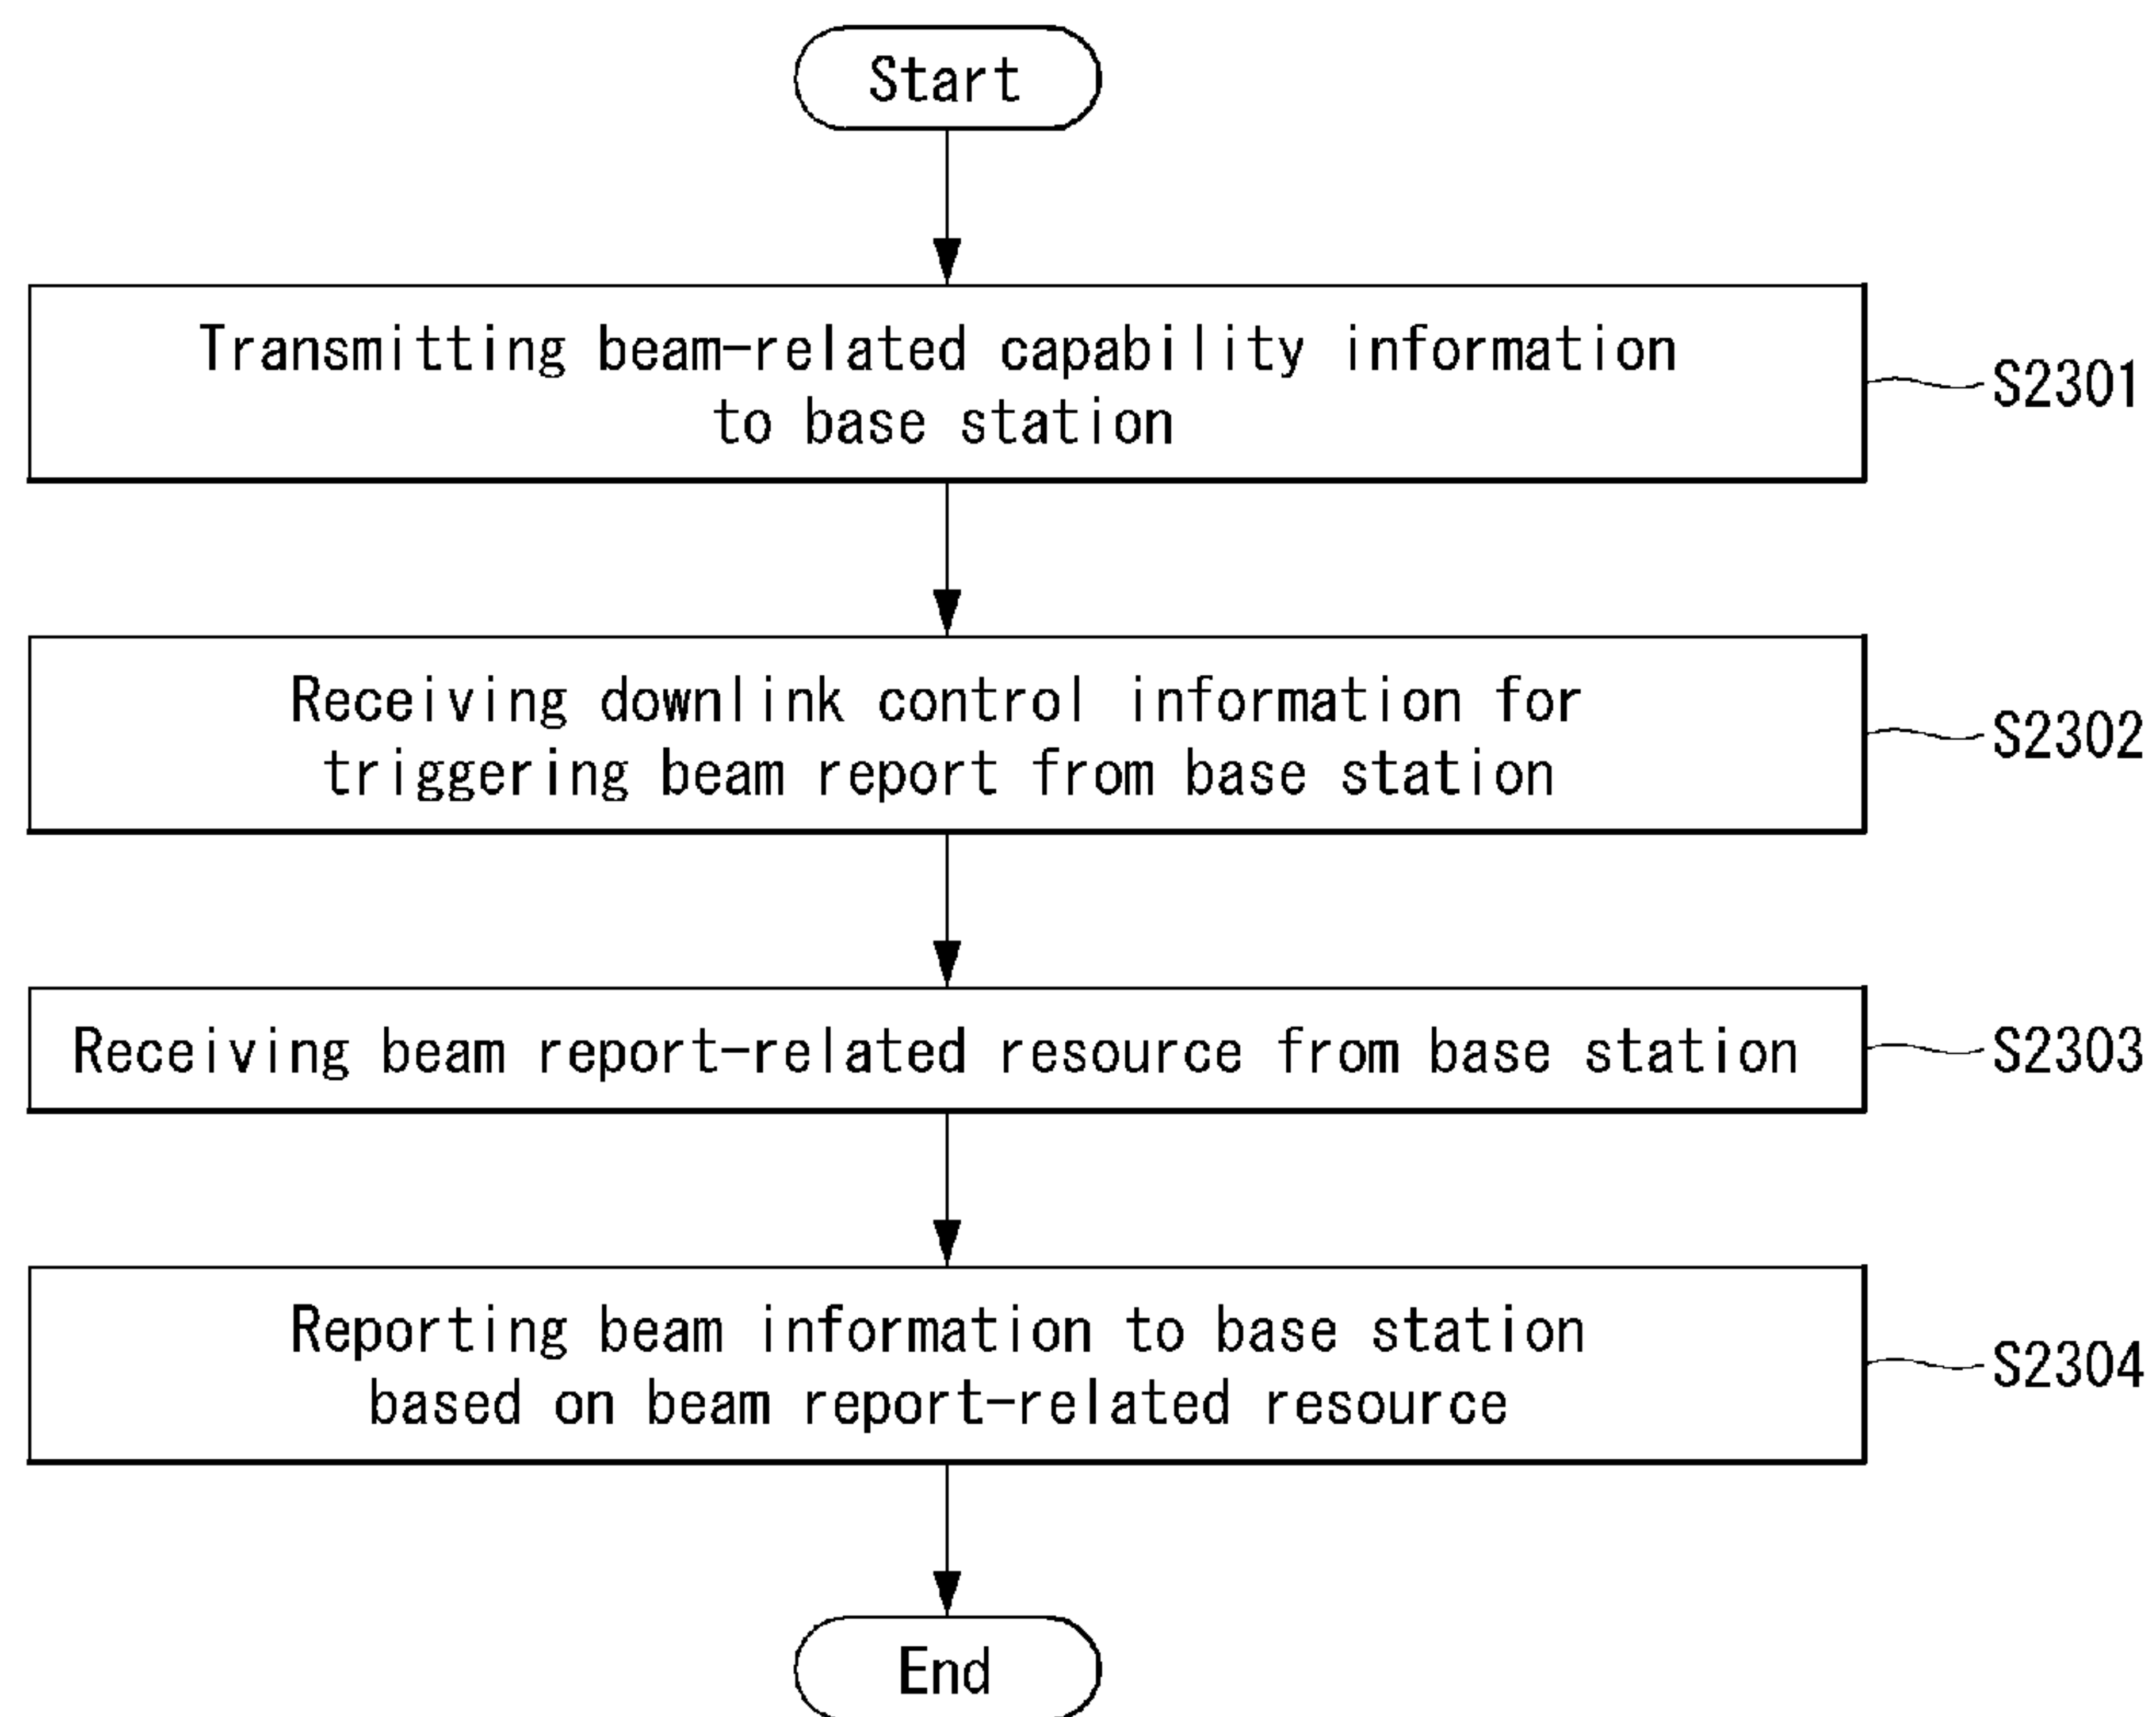 Start
Transmitting beam-related capability information
to base station
S2301
Receiving downlink control information for
triggering beam report from base station
S2302
Receiving beam report-related resource from base station
S2303
Reporting beam information to base station
based on beam report-related resource
S2304
End